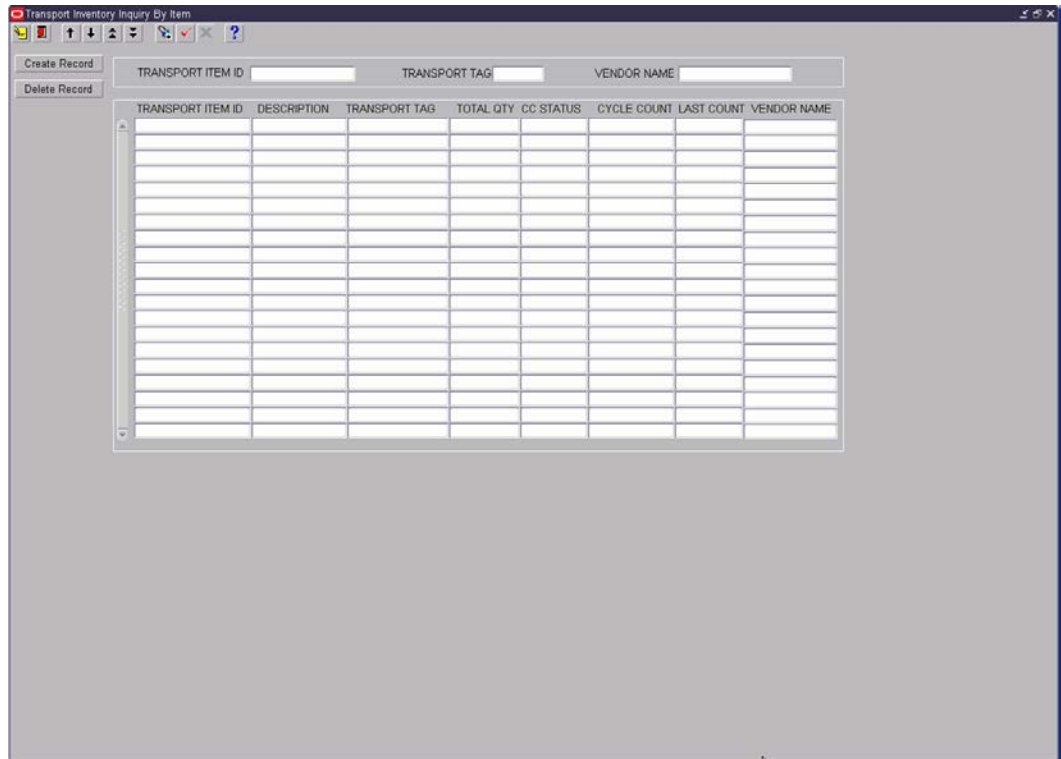 Transport Inventory Inquiry By Item
?
Create Record
Delete Record
TRANSPORT ITEM ID TRANSPORT TAG VENDOR NAME
TRANSPORT ITEM ID DESCRIPTION TRANSPORT TAG TOTAL QTY CC STATUS CYCLE COUNT LAST COUNT VENDOR NAME